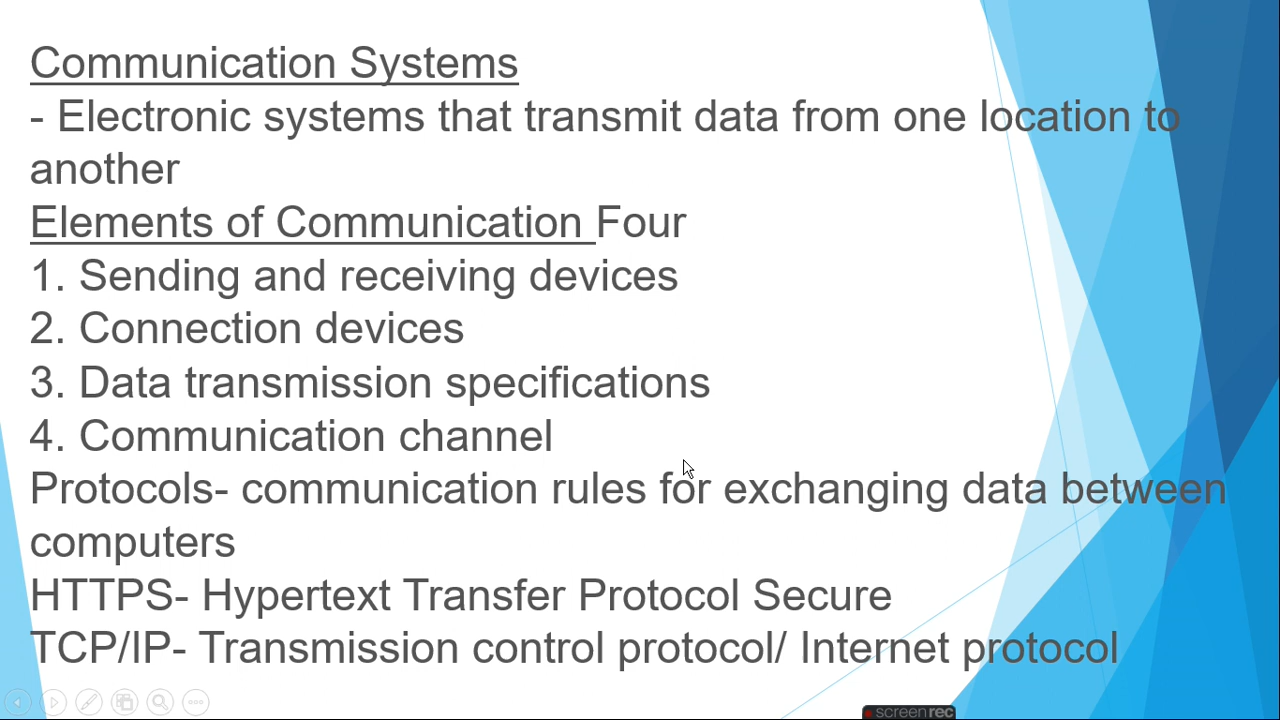 Communication Systems
- Electronic systems that transmit data from one location to
another
Elements of Communication Four
1. Sending and receiving devices
2. Connection devices
3. Data transmission specifications
4. Communication channel
Protocols- communication rules for exchanging data between
computers
HTTPS- Hypertext Transfer Protocol Secure
TCP/IP- Transmission control protocol/ Internet protocol
screenrec